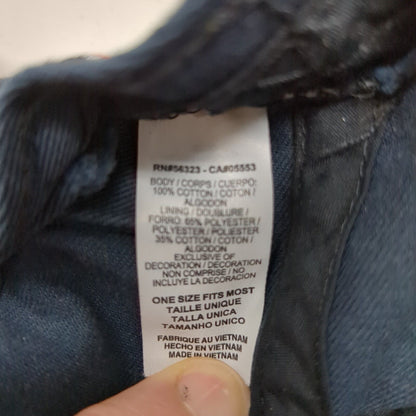 RN#56323 - CA#05553
BODY / CORPS / CUERPO:
100% COTTON / COTON /
ALGODON
LINING / DOUBLURE /
FORRO: 65% POLYESTER /
POLYESTER / POLIESTER
35% COTTON / COTON /
ALGODON
EXCLUSIVE OF
DECORATION / DECORATION
NON COMPRISE / NO
INCLUYE LA DECORACION
ONE SIZE FITS MOST
TAILLE UNIQUE
TALLA UNICA
TAMANHO UNICO
FABRIQUE AU VIETNAM
HECHO EN VIETNAM
MADE IN VIETNAM